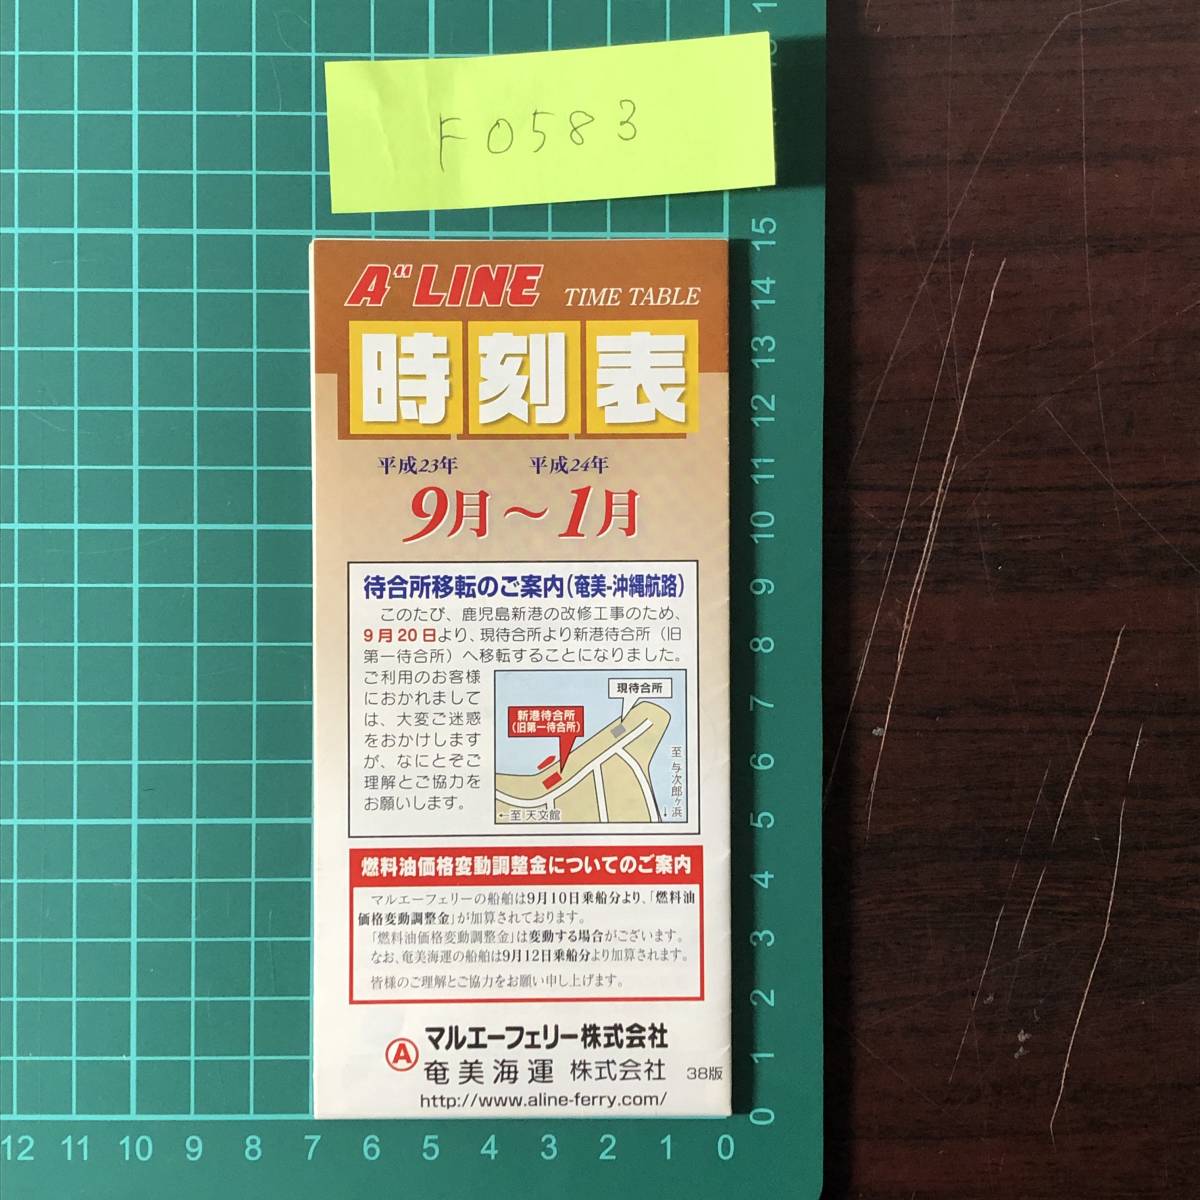 F0583
A"LINE TIME TABLE
時刻表
平成23年 平成24年
9月～1月
待合所移転のご案内(奄美-沖縄航路)
このたび、鹿児島新港の改修工事のため、
9月20日より、現待合所より新港待合所（旧
第一待合所）へ移転することになりました。
ご利用のお客様
におかれまして
は、大変ご迷惑
をおかけします
が、なにとぞご
理解とご協力を
お願いします。
現待合所
新港待合所
(旧第一待合所)
至 与次郎ヶ浜→
←至 天文館
燃料油価格変動調整金についてのご案内
マルエーフェリーの船舶は9月10日乗船分より、「燃料油
価格変動調整金」が加算されております。
「燃料油価格変動調整金」は変動する場合がございます。
なお、奄美海運の船舶は9月12日乗船分より加算されます。
皆様のご理解とご協力をお願い申し上げます。
A マルエーフェリー株式会社
奄美海運 株式会社 38版
http://www.aline-ferry.com/
15
14
13
12
11
10
9
8
7
6
5
4
3
2
1
0
12 11 10 9 8 7 6 5 4 3 2 1 0